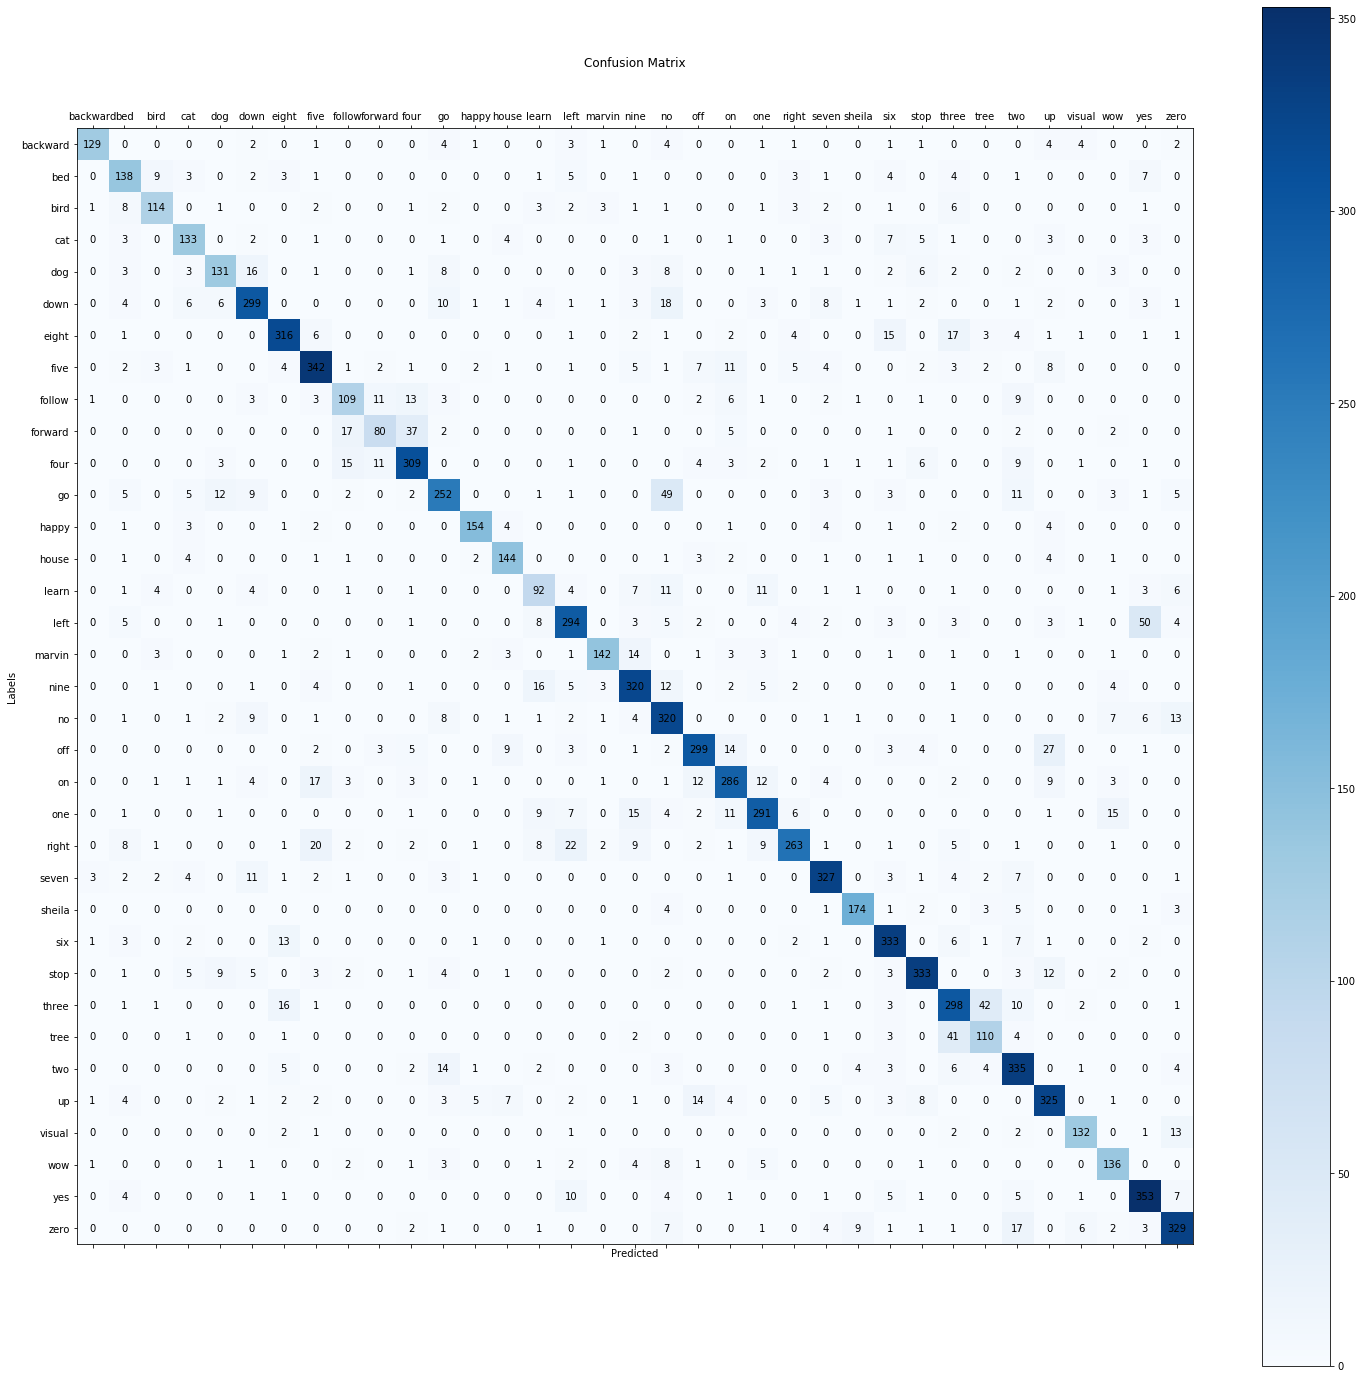 Confusion Matrix
350
backward bed bird cat dog down eight five follow forward four go happy house learn left marvin nine no off on one right seven sheila six stop three tree two up visual wow yes zero
backward 129 0 0 0 0 2 0 1 0 0 0 4 1 0 0 3 1 0 4 0 0 1 1 0 0 1 1 0 0 0 4 4 0 0 2
bed 0 138 9 3 0 2 3 1 0 0 0 0 0 0 1 5 0 1 0 0 0 0 3 1 0 4 0 4 0 1 0 0 0 7 0
bird 1 8 114 0 1 0 0 2 0 0 1 2 0 0 3 2 3 1 1 0 0 1 3 2 0 1 0 6 0 0 0 0 0 1 0
300
cat 0 3 0 133 0 2 0 1 0 0 0 1 0 4 0 0 0 0 1 0 1 0 0 3 0 7 5 1 0 0 3 0 0 3 0
dog 0 3 0 3 131 16 0 1 0 0 1 8 0 0 0 0 0 3 8 0 0 1 1 1 0 2 6 2 0 2 0 0 3 0 0
down 0 4 0 6 6 299 0 0 0 0 0 10 1 1 4 1 1 3 18 0 0 3 0 8 1 1 2 0 0 1 2 0 0 3 1
eight 0 1 0 0 0 0 316 6 0 0 0 0 0 0 0 1 0 2 1 0 2 0 4 0 0 15 0 17 3 4 1 1 0 1 1
five 0 2 3 1 0 0 4 342 1 2 1 0 2 1 0 1 0 5 1 7 11 0 5 4 0 0 2 3 2 0 8 0 0 0 0
follow 1 0 0 0 0 3 0 3 109 11 13 3 0 0 0 0 0 0 0 2 6 1 0 2 1 0 1 0 0 9 0 0 0 0 0
250
forward 0 0 0 0 0 0 0 0 17 80 37 2 0 0 0 0 0 1 0 0 5 0 0 0 0 1 0 0 0 2 0 0 2 0 0
four 0 0 0 0 3 0 0 0 15 11 309 0 0 0 0 1 0 0 0 4 3 2 0 1 1 1 6 0 0 9 0 1 0 1 0
go 0 5 0 5 12 9 0 0 2 0 2 252 0 0 1 1 0 0 49 0 0 0 0 3 0 3 0 0 0 11 0 0 3 1 5
happy 0 1 0 3 0 0 1 2 0 0 0 0 154 4 0 0 0 0 0 0 1 0 0 4 0 1 0 2 0 0 4 0 0 0 0
house 0 1 0 4 0 0 0 1 1 0 0 0 2 144 0 0 0 0 1 3 2 0 0 1 0 1 1 0 0 0 4 0 1 0 0
learn 0 1 4 0 0 4 0 0 1 0 1 0 0 0 92 4 0 7 11 0 0 11 0 1 1 0 0 1 0 0 0 0 1 3 6
200
left 0 5 0 0 1 0 0 0 0 0 1 0 0 0 8 294 0 3 5 2 0 0 4 2 0 3 0 3 0 0 3 1 0 50 4
marvin 0 0 3 0 0 0 1 2 1 0 0 0 2 3 0 1 142 14 0 1 3 3 1 0 0 1 0 1 0 1 0 0 1 0 0
Labels
nine 0 0 1 0 0 1 0 4 0 0 1 0 0 0 16 5 3 320 12 0 2 5 2 0 0 0 0 1 0 0 0 0 4 0 0
no 0 1 0 1 2 9 0 1 0 0 0 8 0 1 1 2 1 4 320 0 0 0 0 1 1 0 0 1 0 0 0 0 7 6 13
off 0 0 0 0 0 0 0 2 0 3 5 0 0 9 0 3 0 1 2 299 14 0 0 0 0 3 4 0 0 0 27 0 0 1 0
150
on 0 0 1 1 1 4 0 17 3 0 3 0 1 0 0 0 1 0 1 12 286 12 0 4 0 0 0 2 0 0 9 0 3 0 0
one 0 1 0 0 1 0 0 0 0 0 1 0 0 0 9 7 0 15 4 2 11 291 6 0 0 0 0 0 0 0 1 0 15 0 0
right 0 8 1 0 0 0 1 20 2 0 2 0 1 0 8 22 2 9 0 2 1 9 263 1 0 1 0 5 0 1 0 0 1 0 0
seven 3 2 2 4 0 11 1 2 1 0 0 3 1 0 0 0 0 0 0 0 1 0 0 327 0 3 1 4 2 7 0 0 0 0 1
sheila 0 0 0 0 0 0 0 0 0 0 0 0 0 0 0 0 0 0 4 0 0 0 0 1 174 1 2 0 3 5 0 0 0 1 3
six 1 3 0 2 0 0 13 0 0 0 0 0 1 0 0 0 1 0 0 0 0 0 2 1 0 333 0 6 1 7 1 0 0 2 0
100
stop 0 1 0 5 9 5 0 3 2 0 1 4 0 1 0 0 0 0 2 0 0 0 0 2 0 3 333 0 0 3 12 0 2 0 0
three 0 1 1 0 0 0 16 1 0 0 0 0 0 0 0 0 0 0 0 0 0 0 1 1 0 3 0 298 42 10 0 2 0 0 1
tree 0 0 0 1 0 0 1 0 0 0 0 0 0 0 0 0 0 2 0 0 0 0 0 1 0 3 0 41 110 4 0 0 0 0 0
two 0 0 0 0 0 0 5 0 0 0 2 14 1 0 2 0 0 0 3 0 0 0 0 0 4 3 0 6 4 335 0 1 0 0 4
up 1 4 0 0 2 1 2 2 0 0 0 3 5 7 0 2 0 1 0 14 4 0 0 5 0 3 8 0 0 0 325 0 1 0 0
visual 0 0 0 0 0 0 2 1 0 0 0 0 0 0 0 1 0 0 0 0 0 0 0 0 0 0 0 2 0 2 0 132 0 1 13
50
wow 1 0 0 0 1 1 0 0 2 0 1 3 0 0 1 2 0 4 8 1 0 5 0 0 0 0 1 0 0 0 0 0 136 0 0
yes 0 4 0 0 0 1 1 0 0 0 0 0 0 0 0 10 0 0 4 0 1 0 0 1 0 5 1 0 0 5 0 1 0 353 7
zero 0 0 0 0 0 0 0 0 0 0 2 1 0 0 1 0 0 0 7 0 0 1 0 4 9 1 1 1 0 17 0 6 2 3 329
Predicted
0